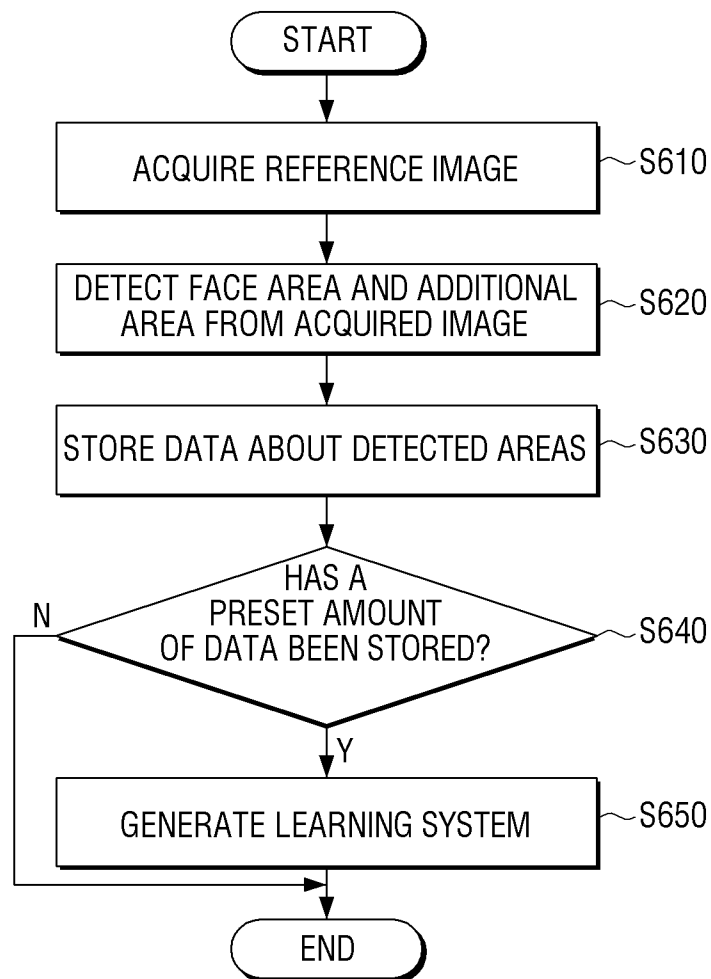 START
ACQUIRE REFERENCE IMAGE
S610
DETECT FACE AREA AND ADDITIONAL
AREA FROM ACQUIRED IMAGE
S620
STORE DATA ABOUT DETECTED AREAS
S630
HAS A
PRESET AMOUNT
OF DATA BEEN STORED?
S640
N
Y
GENERATE LEARNING SYSTEM
S650
END